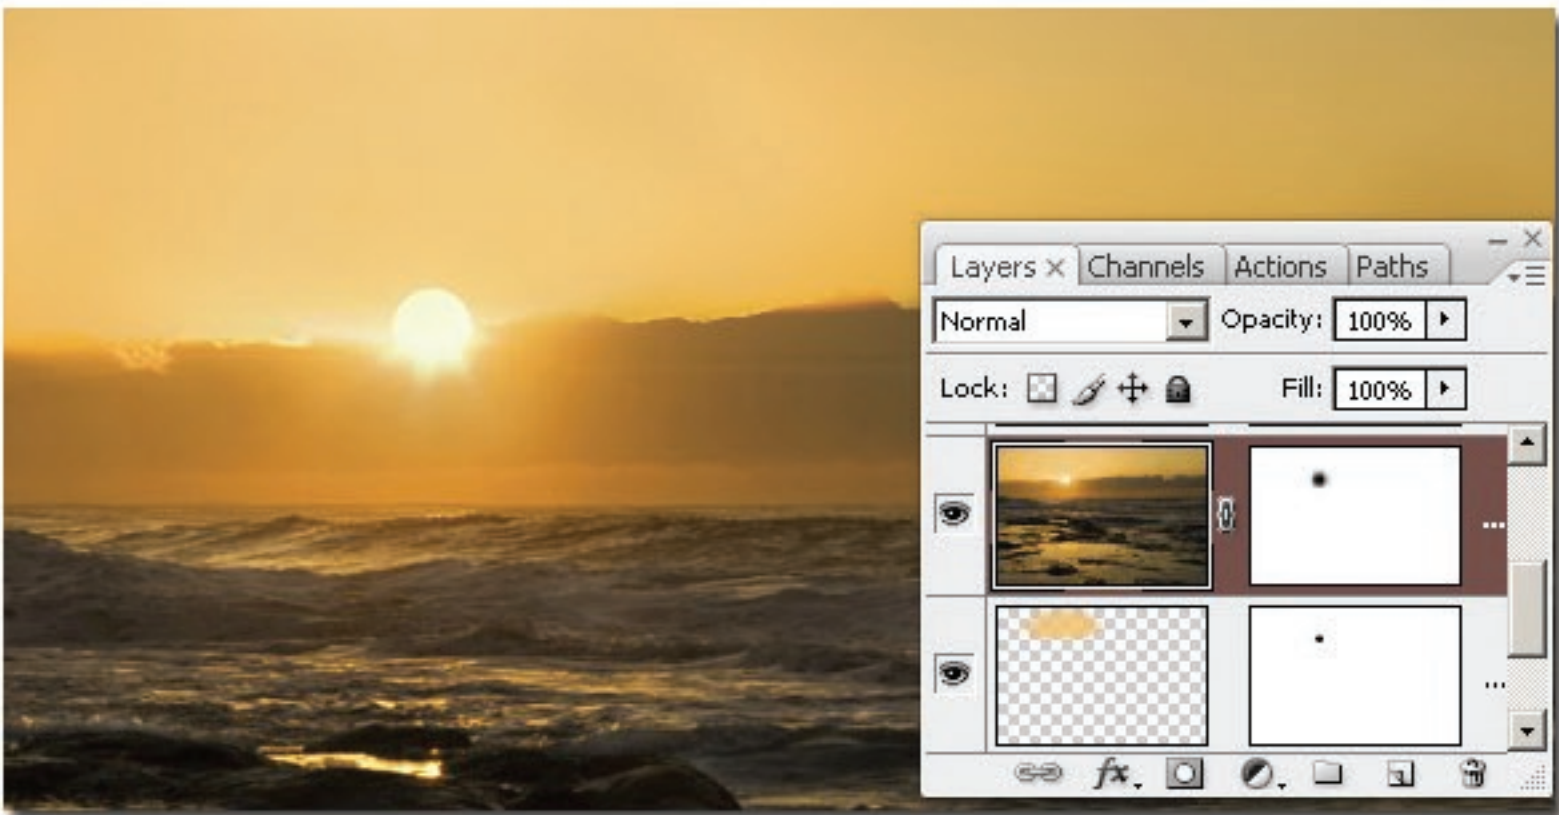 Layers Channels Actions Paths
Normal Opacity: 100%
Lock: Fill: 100%
fx